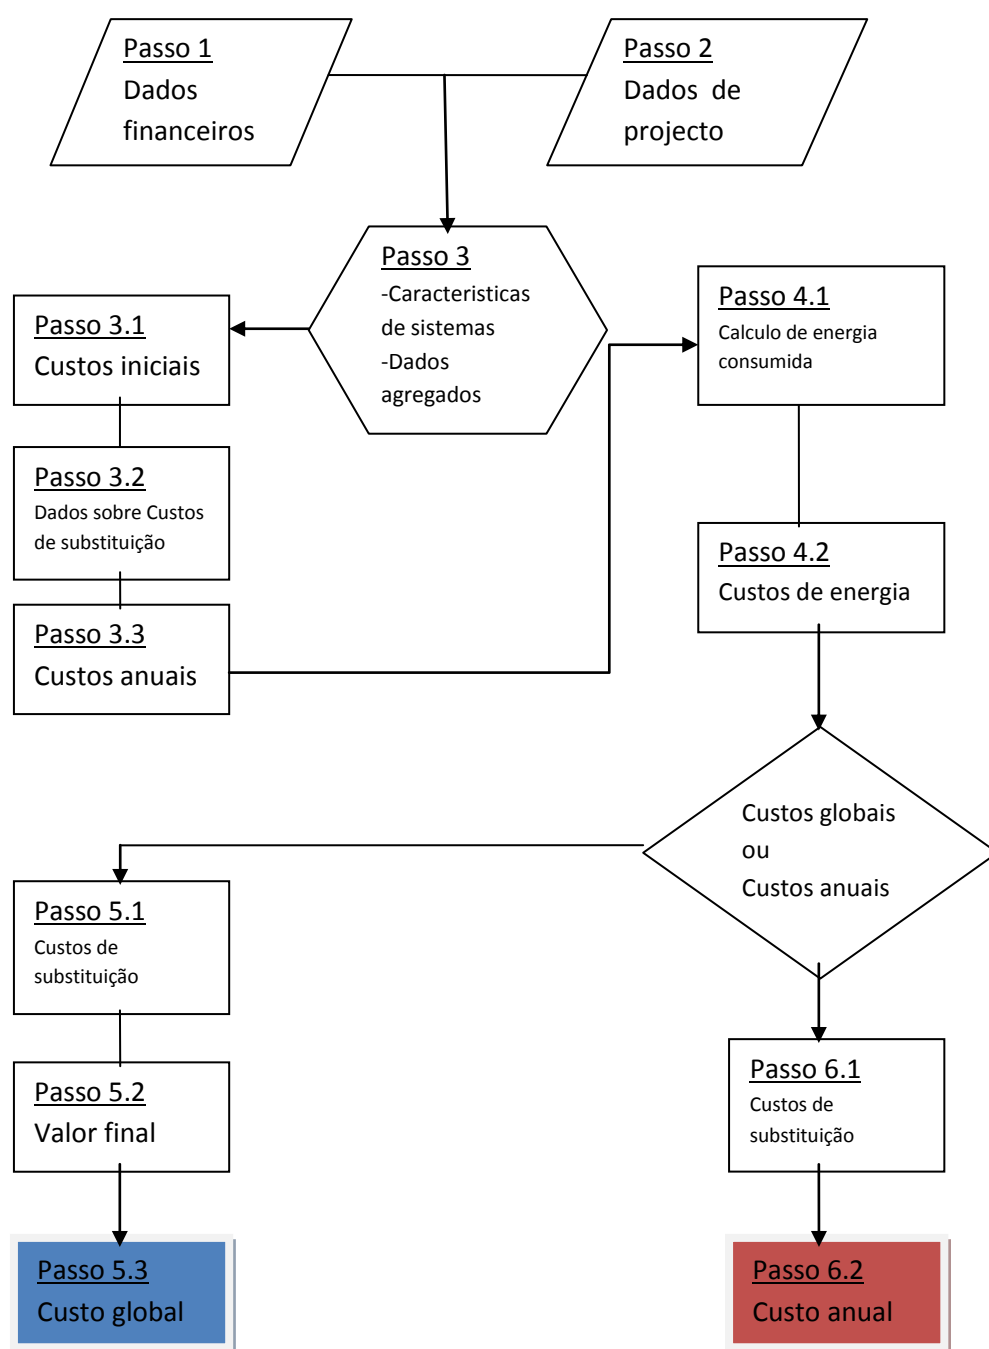 Passo 1
Dados
financeiros
Passo 2
Dados de
projecto
Passo 3
-Caracteristicas
de sistemas
-Dados
agregados
Passo 3.1
Custos iniciais
Passo 3.2
Dados sobre Custos
de substituição
Passo 3.3
Custos anuais
Passo 4.1
Calculo de energia
consumida
Passo 4.2
Custos de energia
Custos globais
ou
Custos anuais
Passo 5.1
Custos de
substituição
Passo 5.2
Valor final
Passo 5.3
Custo global
Passo 6.1
Custos de
substituição
Passo 6.2
Custo anual